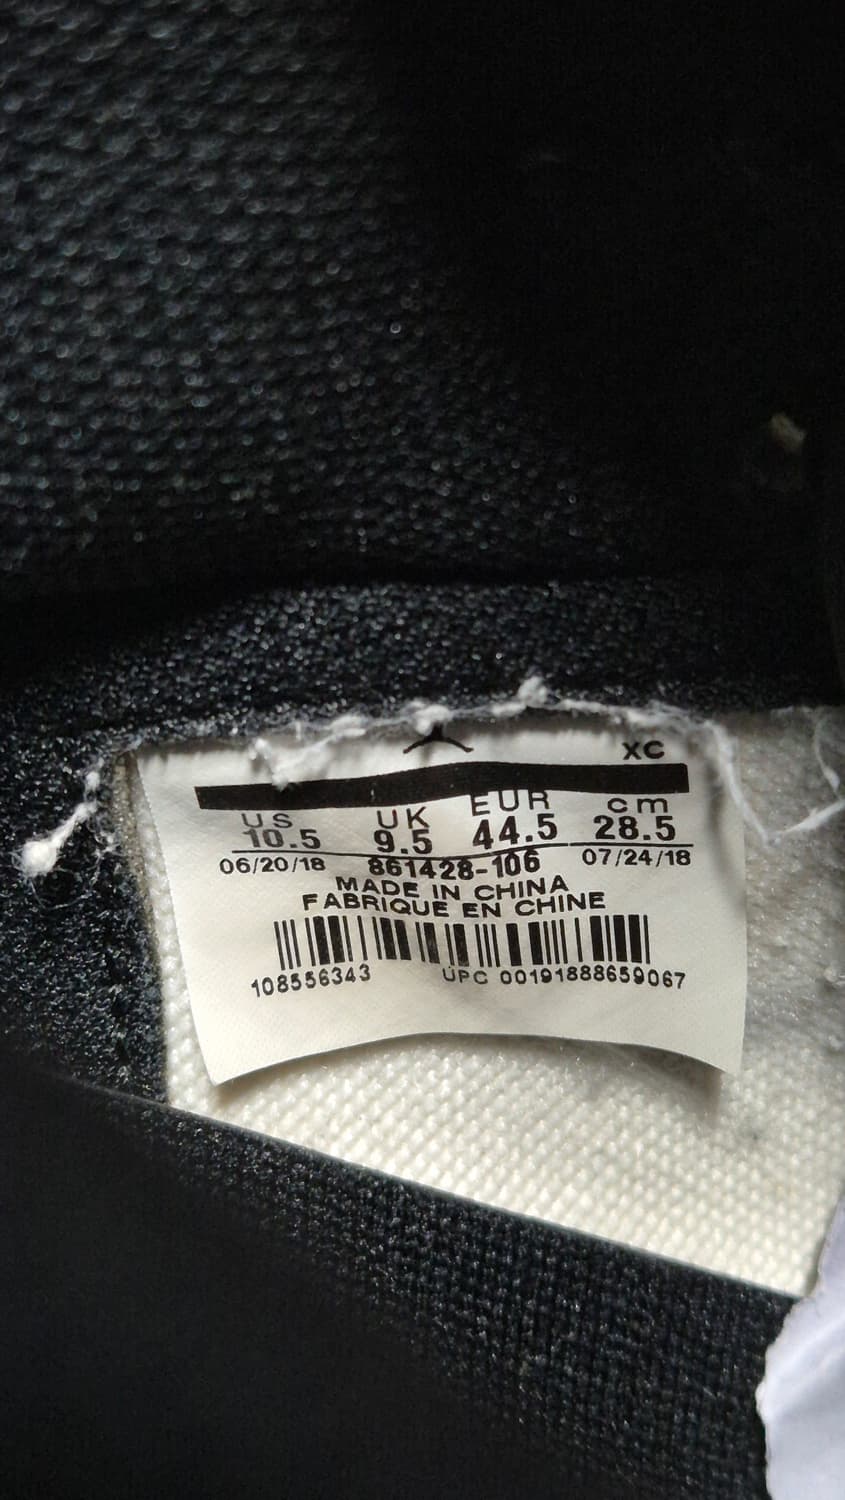 XC
US UK EUR cm
10.5 9.5 44.5 28.5
06/20/18 861428-106 07/24/18
MADE IN CHINA
FABRIQUE EN CHINE
108556343 UPC 00191888659067